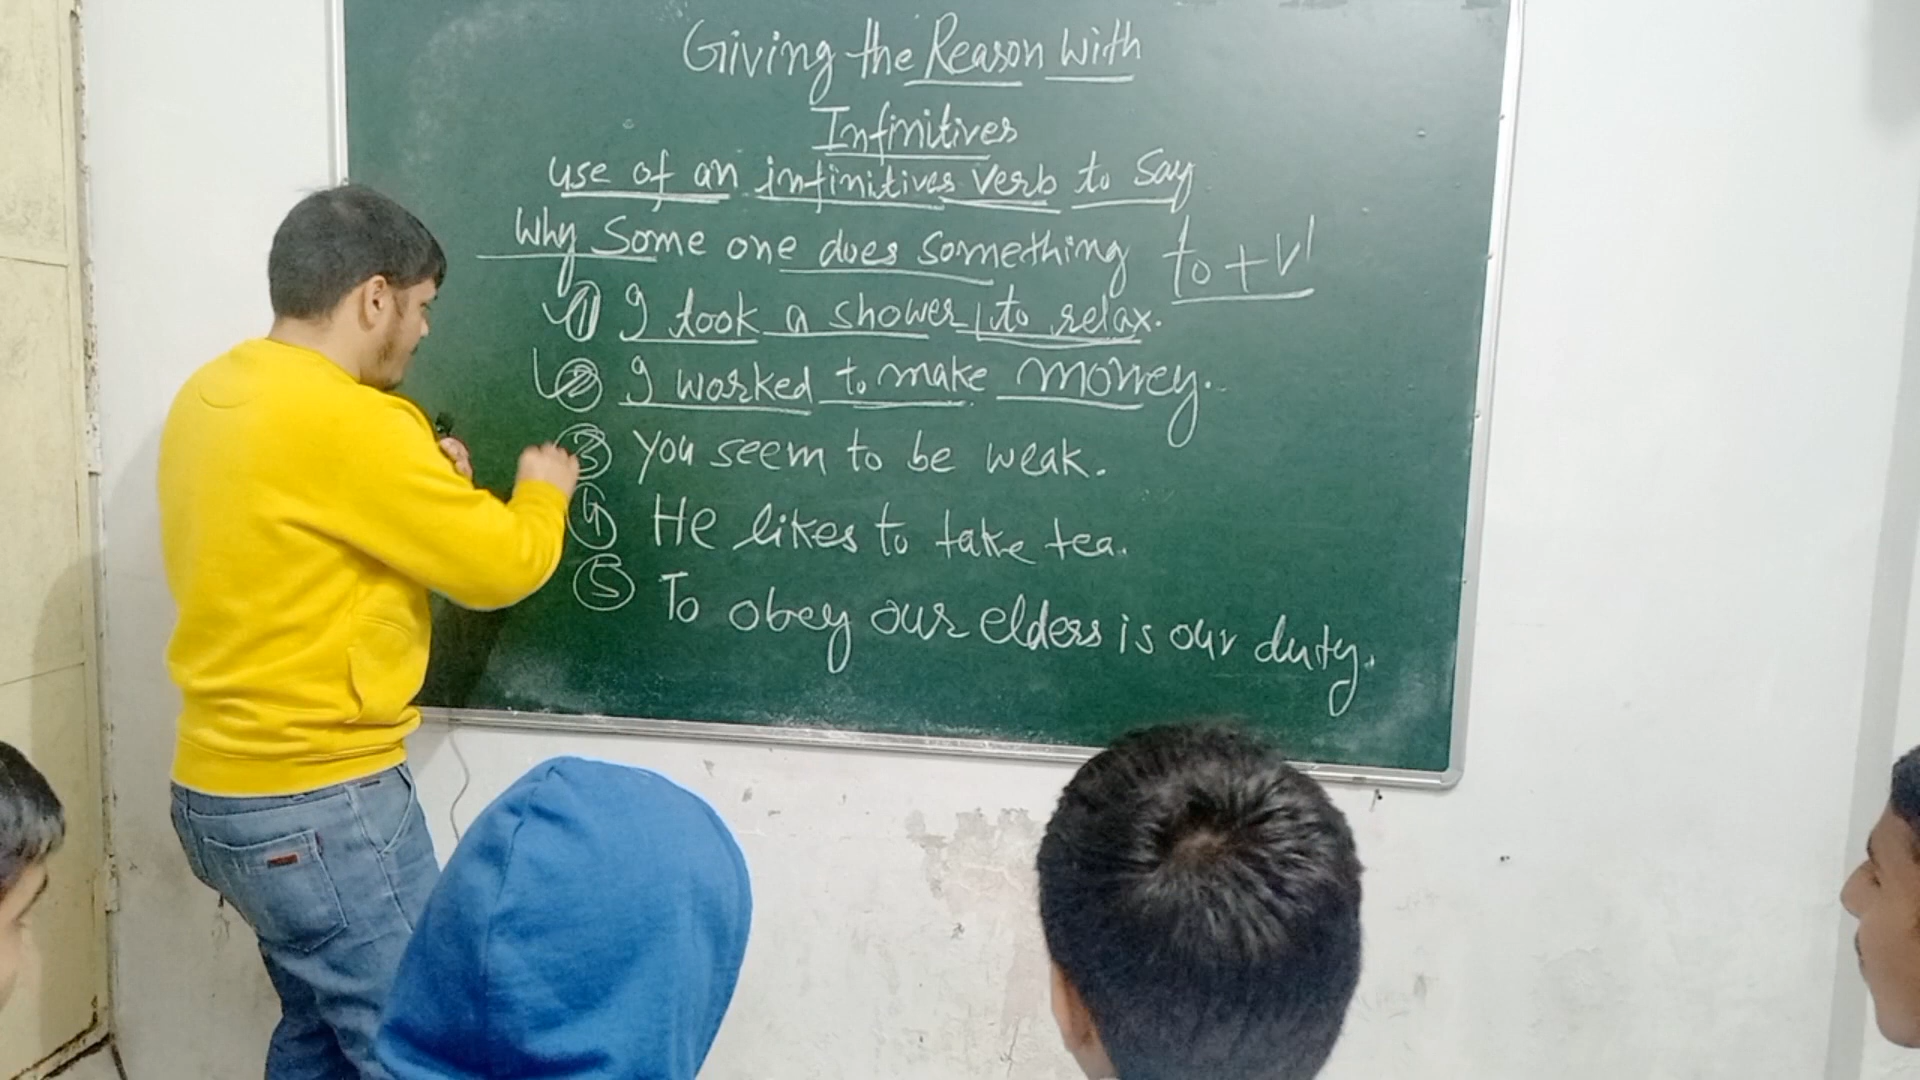 Giving the Reason With
Infinitives
use of an infinitives verb to say
Why Some one does something to + V1
1 I took a shower to relax.
2 I worked to make money.
3 you seem to be weak.
4 He likes to take tea.
5 To obey our elders is our duty.